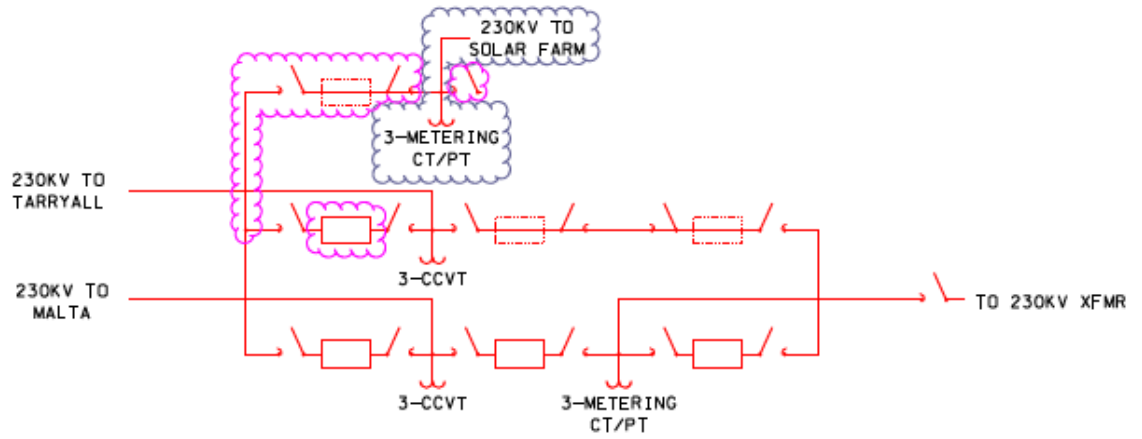 230KV TO
SOLAR FARM
3-METERING
CT/PT
230KV TO
TARRYALL
3-CCVT
230KV TO
MALTA
TO 230KV XFMR
3-CCVT
3-METERING
CT/PT